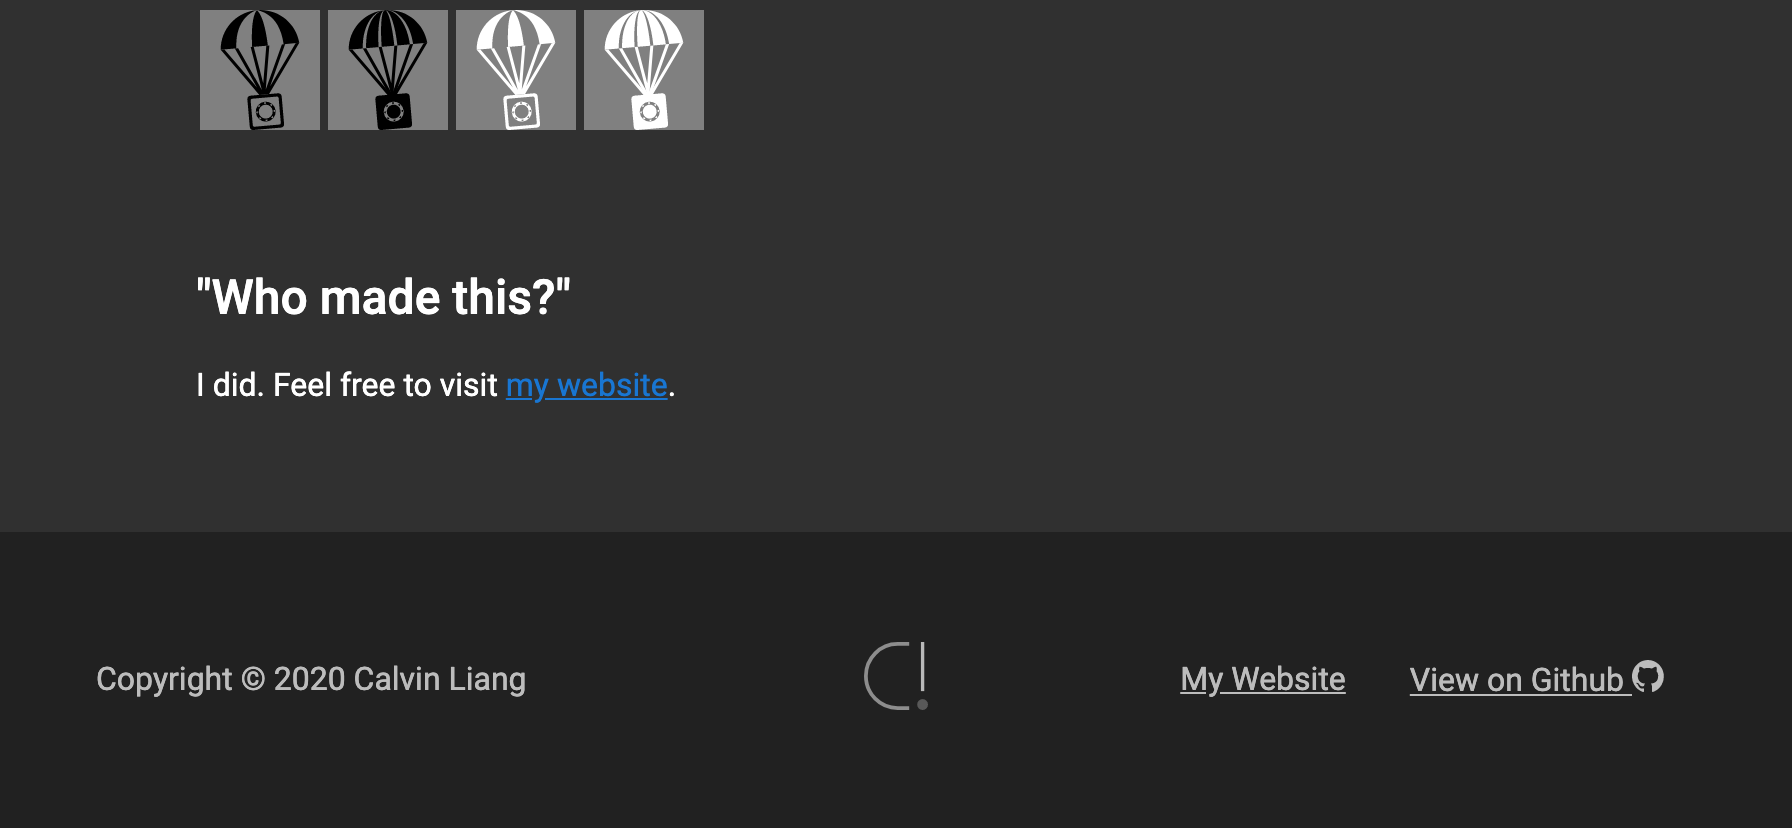 "Who made this?"
I did. Feel free to visit my website.
Copyright © 2020 Calvin Liang
My Website
View on Github